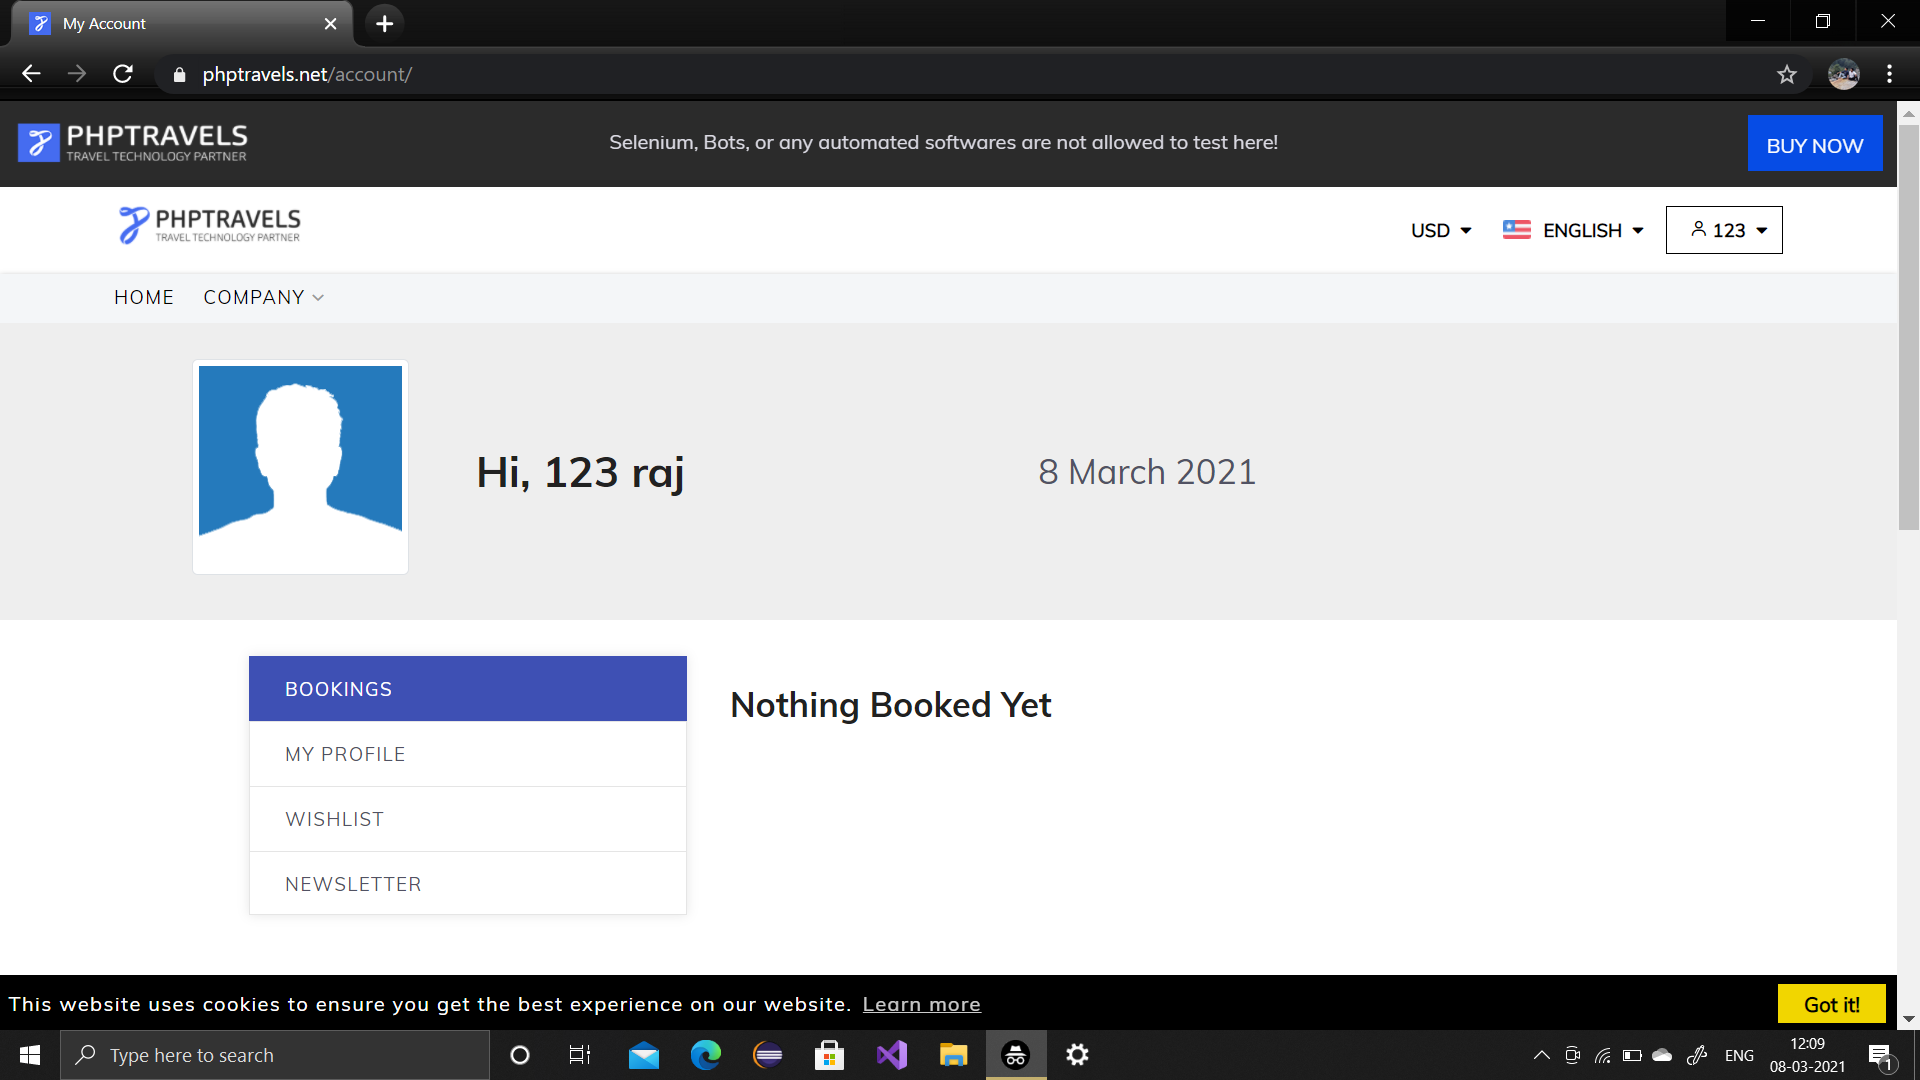 My Account
phptravels.net/account/
PHPTRAVELS
TRAVEL TECHNOLOGY PARTNER
Selenium, Bots, or any automated softwares are not allowed to test here!
BUY NOW
PHPTRAVELS
TRAVEL TECHNOLOGY PARTNER
USD
ENGLISH
123
HOME
COMPANY
Hi, 123 raj
8 March 2021
BOOKINGS
MY PROFILE
WISHLIST
NEWSLETTER
Nothing Booked Yet
This website uses cookies to ensure you get the best experience on our website. Learn more
Got it!
Type here to search
ENG
12:09
08-03-2021
1